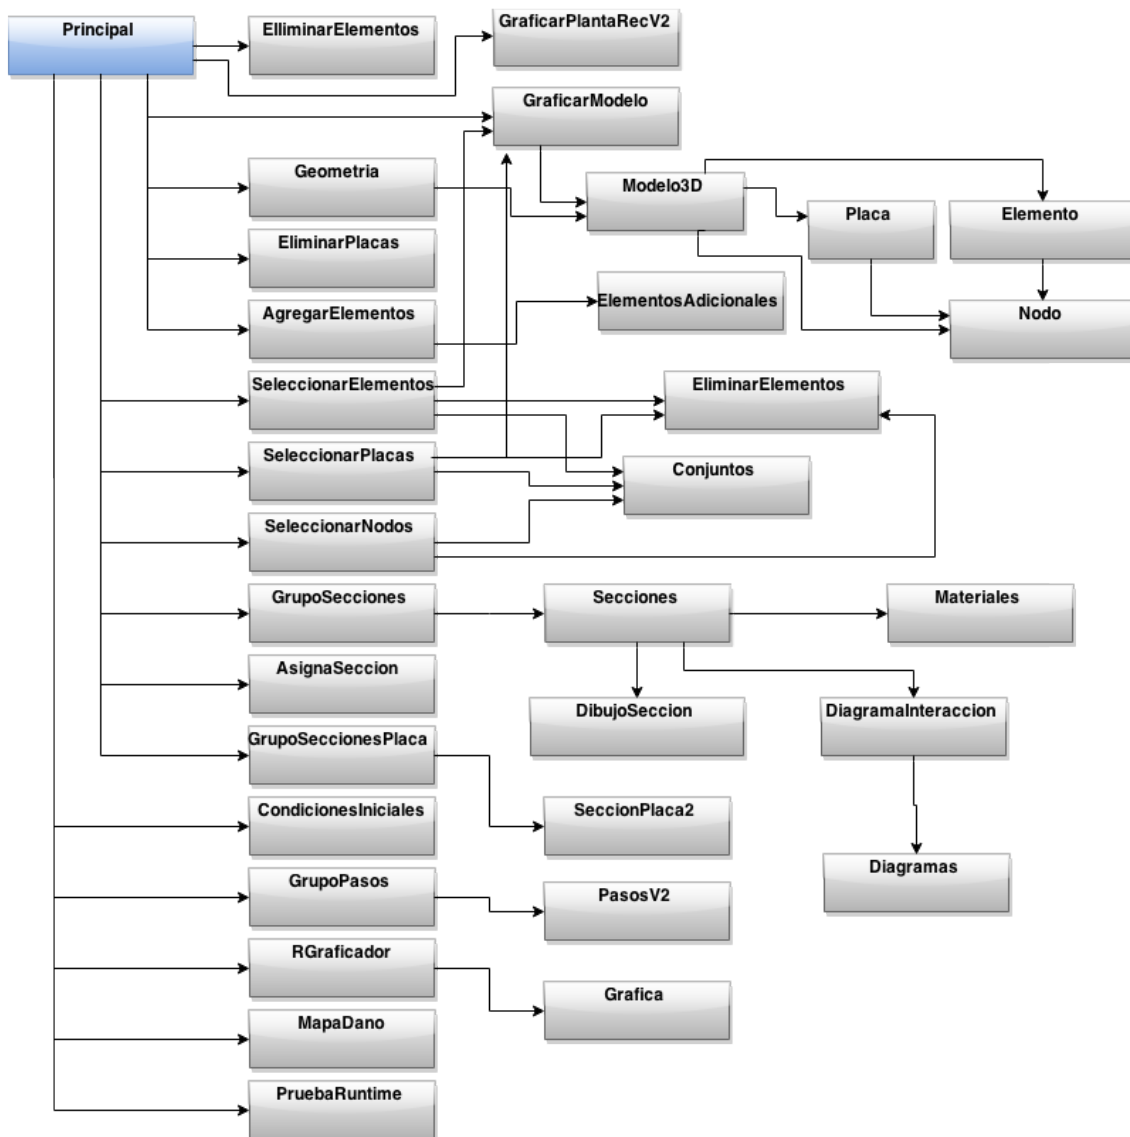 Principal
ElliminarElementos
GraficarPlantaRecV2
GraficarModelo
Geometria
Modelo3D
Placa
Elemento
EliminarPlacas
ElementosAdicionales
AgregarElementos
Nodo
SeleccionarElementos
EliminarElementos
SeleccionarPlacas
Conjuntos
SeleccionarNodos
GrupoSecciones
Secciones
Materiales
AsignaSeccion
DibujoSeccion
DiagramaInteraccion
GrupoSeccionesPlaca
CondicionesIniciales
SeccionPlaca2
Diagramas
GrupoPasos
PasosV2
RGraficador
Grafica
MapaDano
PruebaRuntime